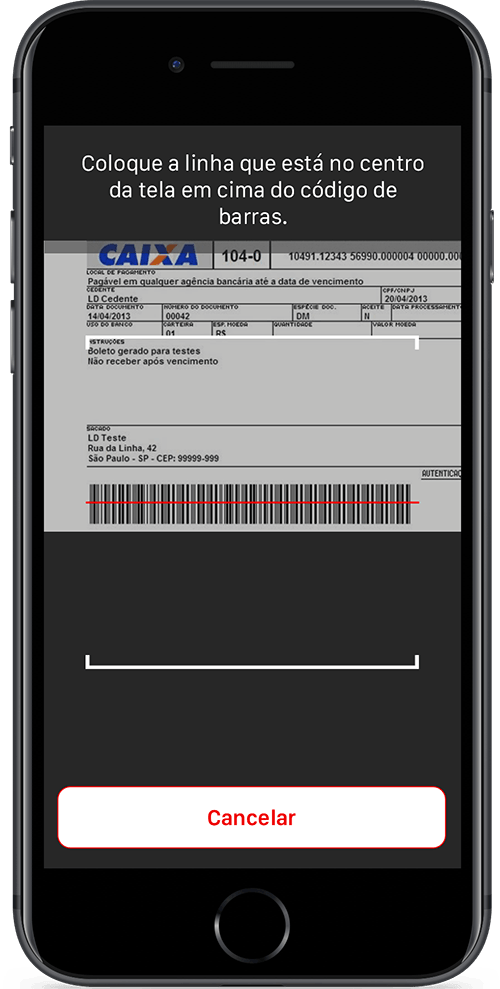 Coloque a linha que está no centro
da tela em cima do código de
barras.
CAIXA 104-0 10491.12343 56990.000004 00000.00
LOCAL DE PAGAMENTO
Pagável em qualquer agência bancária até a data de vencimento
CEDENTE CPF/CNPJ
LD Cedente 20/04/2013
DATA DOCUMENTO NÚMERO DO DOCUMENTO ESPÉCIE DOC. ACEITE DATA PROCESSAMENT
14/04/2013 00042 DM N
USO DO BANCO CARTEIRA ESP. MOEDA QUANTIDADE VALOR MOEDA
01 R$
INSTRUÇÕES
Boleto gerado para testes
Não receber após vencimento
SACADO
LD Teste
Rua da Linha, 42
São Paulo - SP - CEP: 99999-999
AUTENTICAÇ
Cancelar